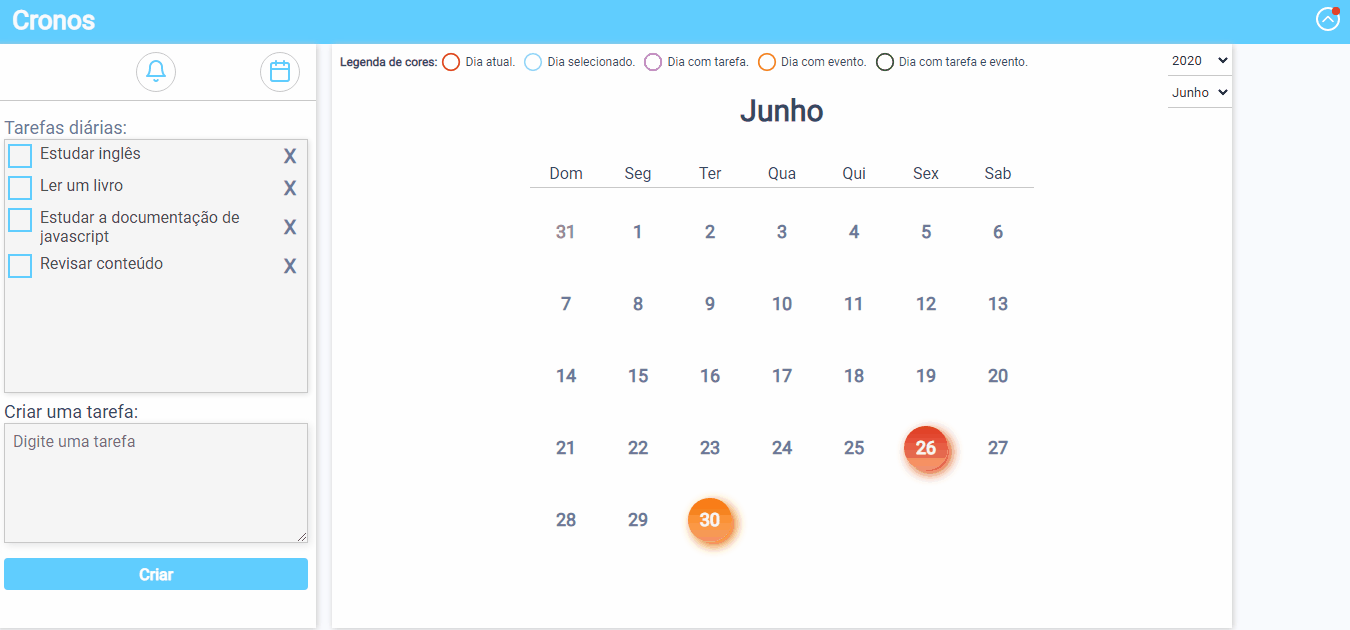 Cronos
Tarefas diárias:
Estudar inglês X
Ler um livro X
Estudar a documentação de
javascript X
Revisar conteúdo X
Criar uma tarefa:
Digite uma tarefa
Criar
Legenda de cores: Dia atual. Dia selecionado. Dia com tarefa. Dia com evento. Dia com tarefa e evento.
2020
Junho
Junho
Dom Seg Ter Qua Qui Sex Sab
31 1 2 3 4 5 6
7 8 9 10 11 12 13
14 15 16 17 18 19 20
21 22 23 24 25 26 27
28 29 30